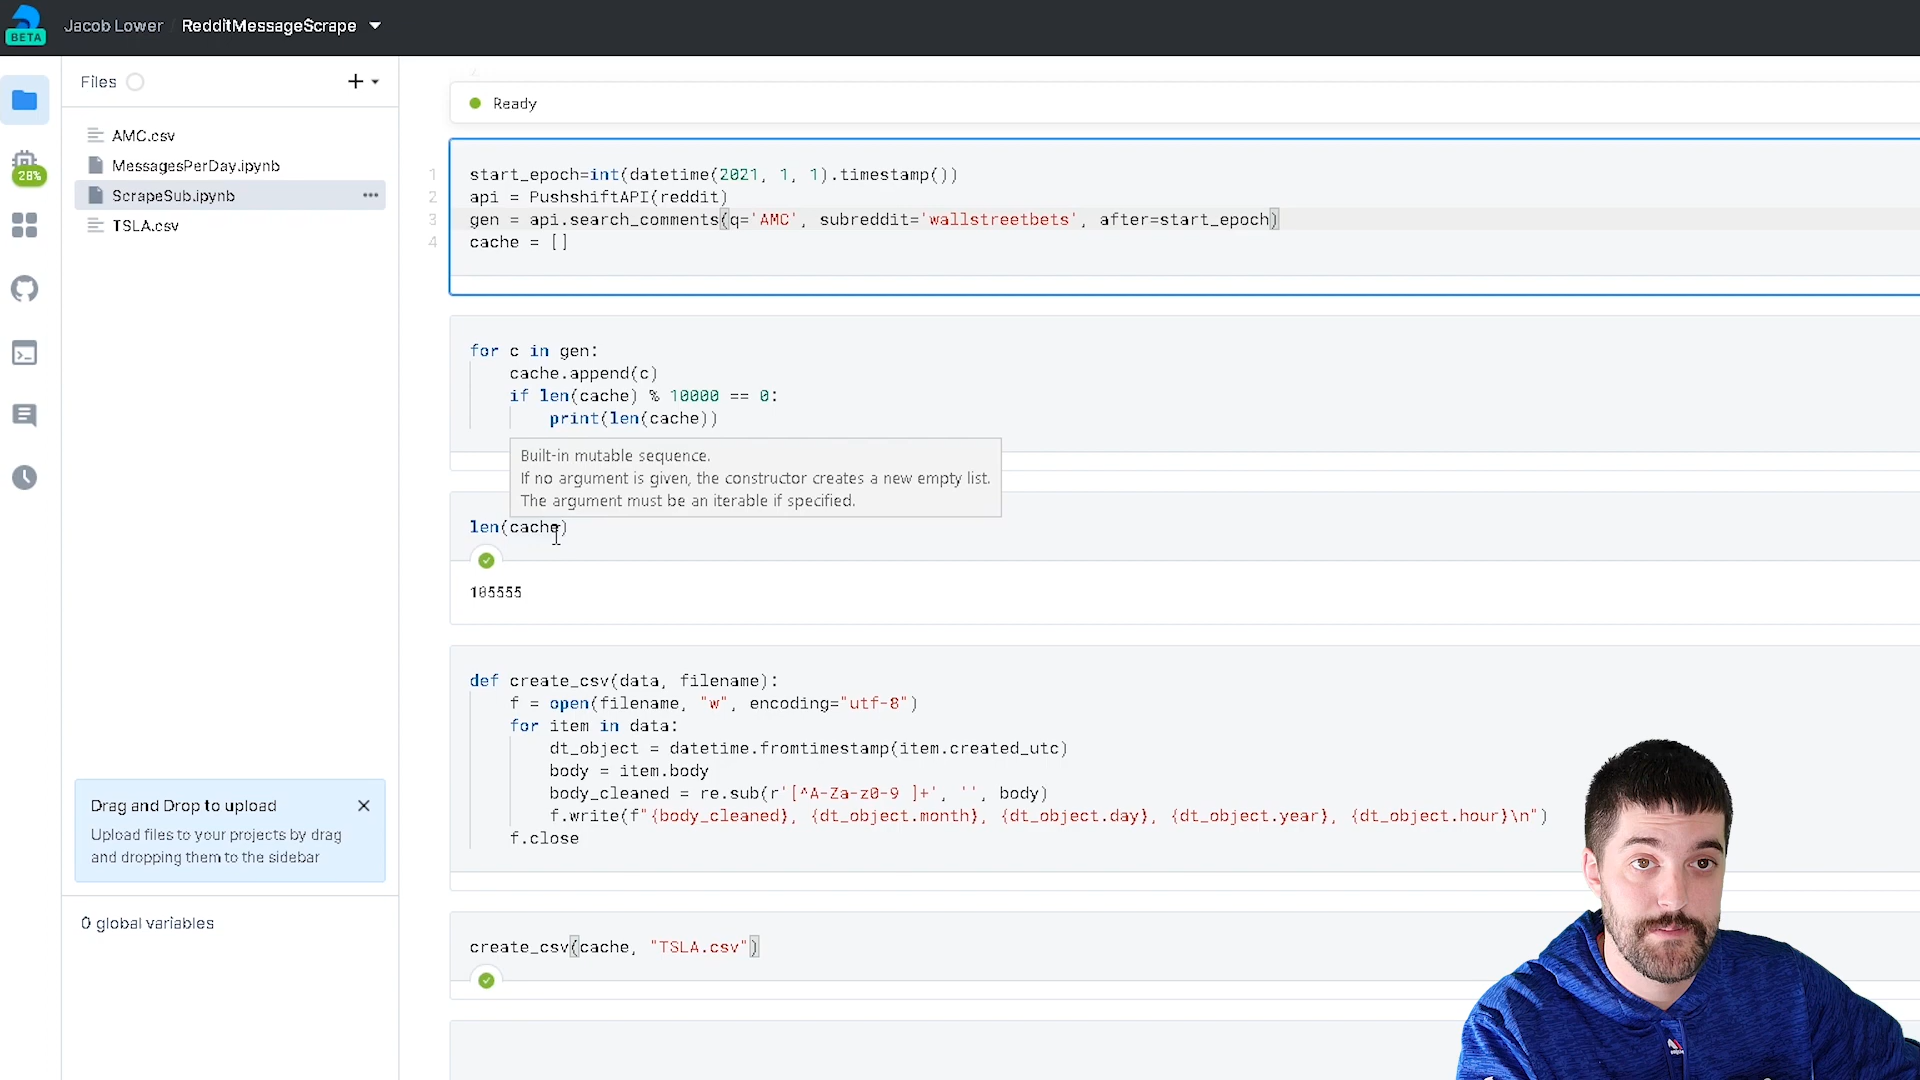 BETA
Jacob Lower / RedditMessageScrape
Files
AMC.csv
MessagesPerDay.ipynb
ScrapeSub.ipynb
TSLA.csv
28%
Drag and Drop to upload
Upload files to your projects by drag
and dropping them to the sidebar
0 global variables
Ready
1 start_epoch=int(datetime(2021, 1, 1).timestamp())
2 api = PushshiftAPI(reddit)
3 gen = api.search_comments(q='AMC', subreddit='wallstreetbets', after=start_epoch)
4 cache = []
for c in gen:
cache.append(c)
if len(cache) % 10000 == 0:
print(len(cache))
Built-in mutable sequence.
If no argument is given, the constructor creates a new empty list.
The argument must be an iterable if specified.
len(cache)
105555
def create_csv(data, filename):
f = open(filename, "w", encoding="utf-8")
for item in data:
dt_object = datetime.fromtimestamp(item.created_utc)
body = item.body
body_cleaned = re.sub(r'[^A-Za-z0-9 ]+', '', body)
f.write(f"{body_cleaned}, {dt_object.month}, {dt_object.day}, {dt_object.year}, {dt_object.hour}\n")
f.close
create_csv(cache, "TSLA.csv")